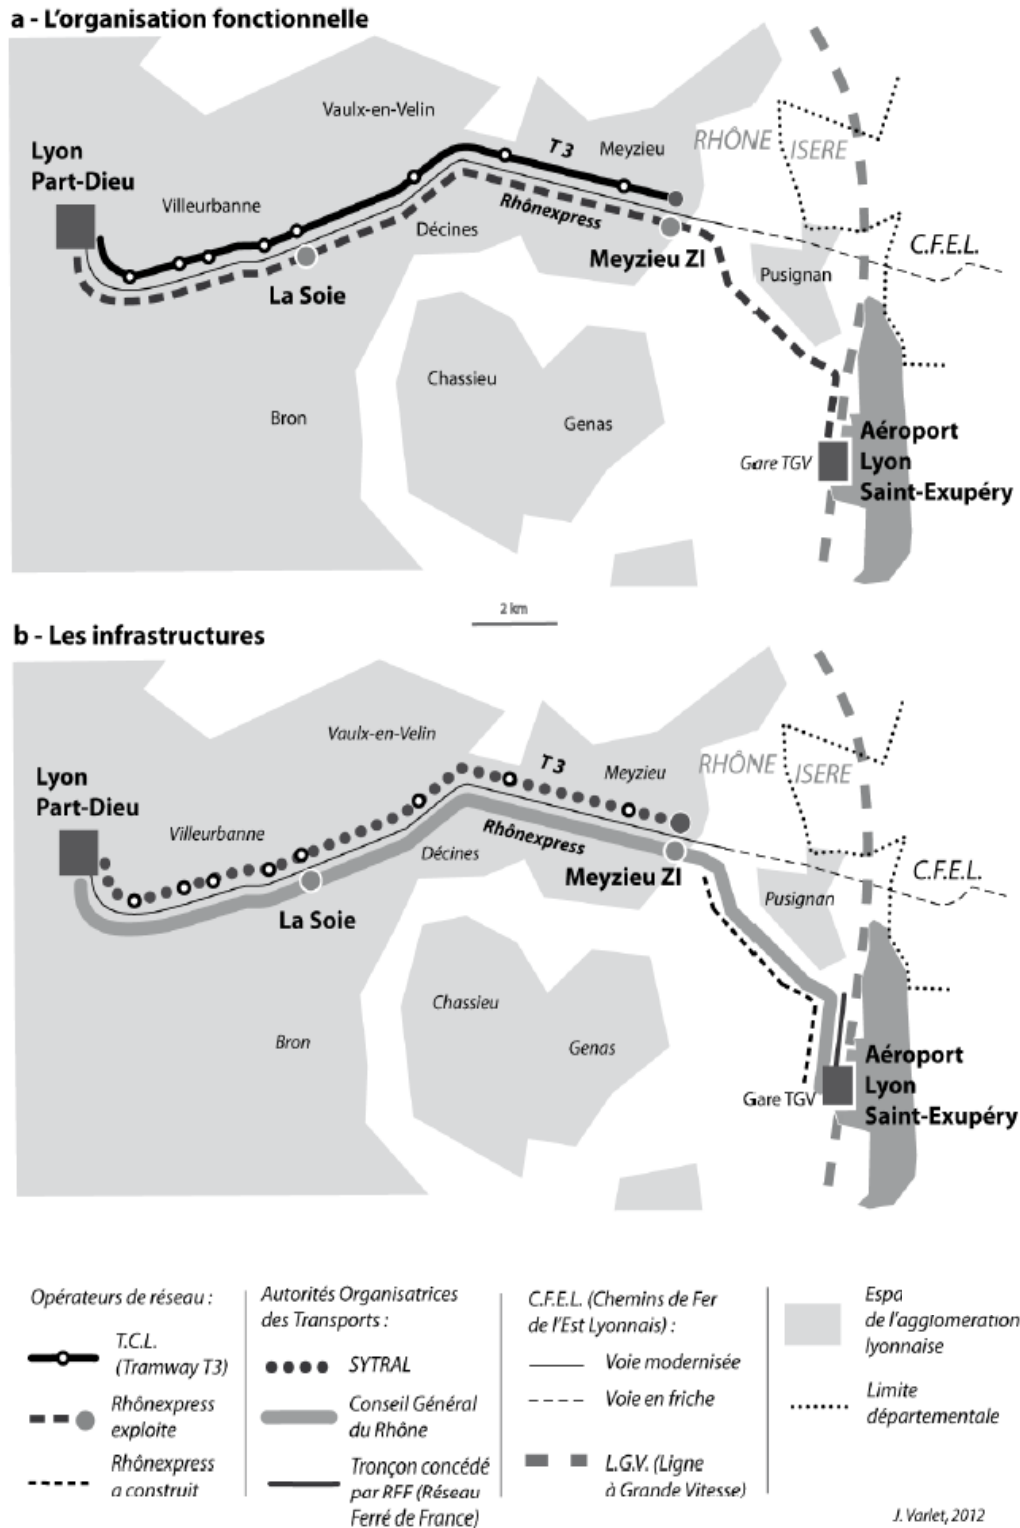 a - L'organisation fonctionnelle
Vaulx-en-Velin
T 3
Meyzieu
RHÔNE
ISERE
Lyon
Part-Dieu
Villeurbanne
Rhônexpress
Décines
C.F.E.L.
Meyzieu ZI
Pusignan
La Soie
Chassieu
Bron
Genas
Aéroport
Gare TGV
Lyon
Saint-Exupéry
2 km
b - Les infrastructures
Vaulx-en-Velin
T 3
Meyzieu
RHÔNE
ISERE
Lyon
Part-Dieu
Villeurbanne
Rhônexpress
Décines
C.F.E.L.
Meyzieu ZI
Pusignan
La Soie
Chassieu
Bron
Genas
Aéroport
Gare TGV
Lyon
Saint-Exupéry
Opérateurs de réseau :
T.C.L.
(Tramway T3)
Rhônexpress
exploite
Rhônexpress
a construit
Autorités Organisatrices
des Transports :
SYTRAL
Conseil Général
du Rhône
Tronçon concédé
par RFF (Réseau
Ferré de France)
C.F.E.L. (Chemins de Fer
de l'Est Lyonnais) :
Voie modernisée
Voie en friche
L.G.V. (Ligne
à Grande Vitesse)
Espa
de l'agglomeration
lyonnaise
Limite
départementale
J. Varlet, 2012